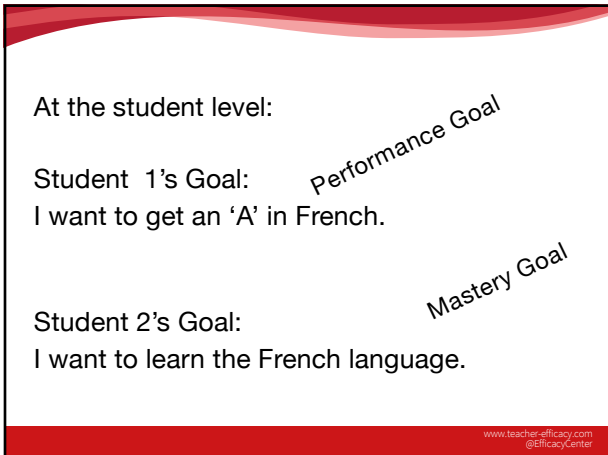 At the student level:
Performance Goal
Student 1’s Goal:
I want to get an ‘A’ in French.
Mastery Goal
Student 2’s Goal:
I want to learn the French language.
www.teacher-efficacy.com
@EfficacyCenter